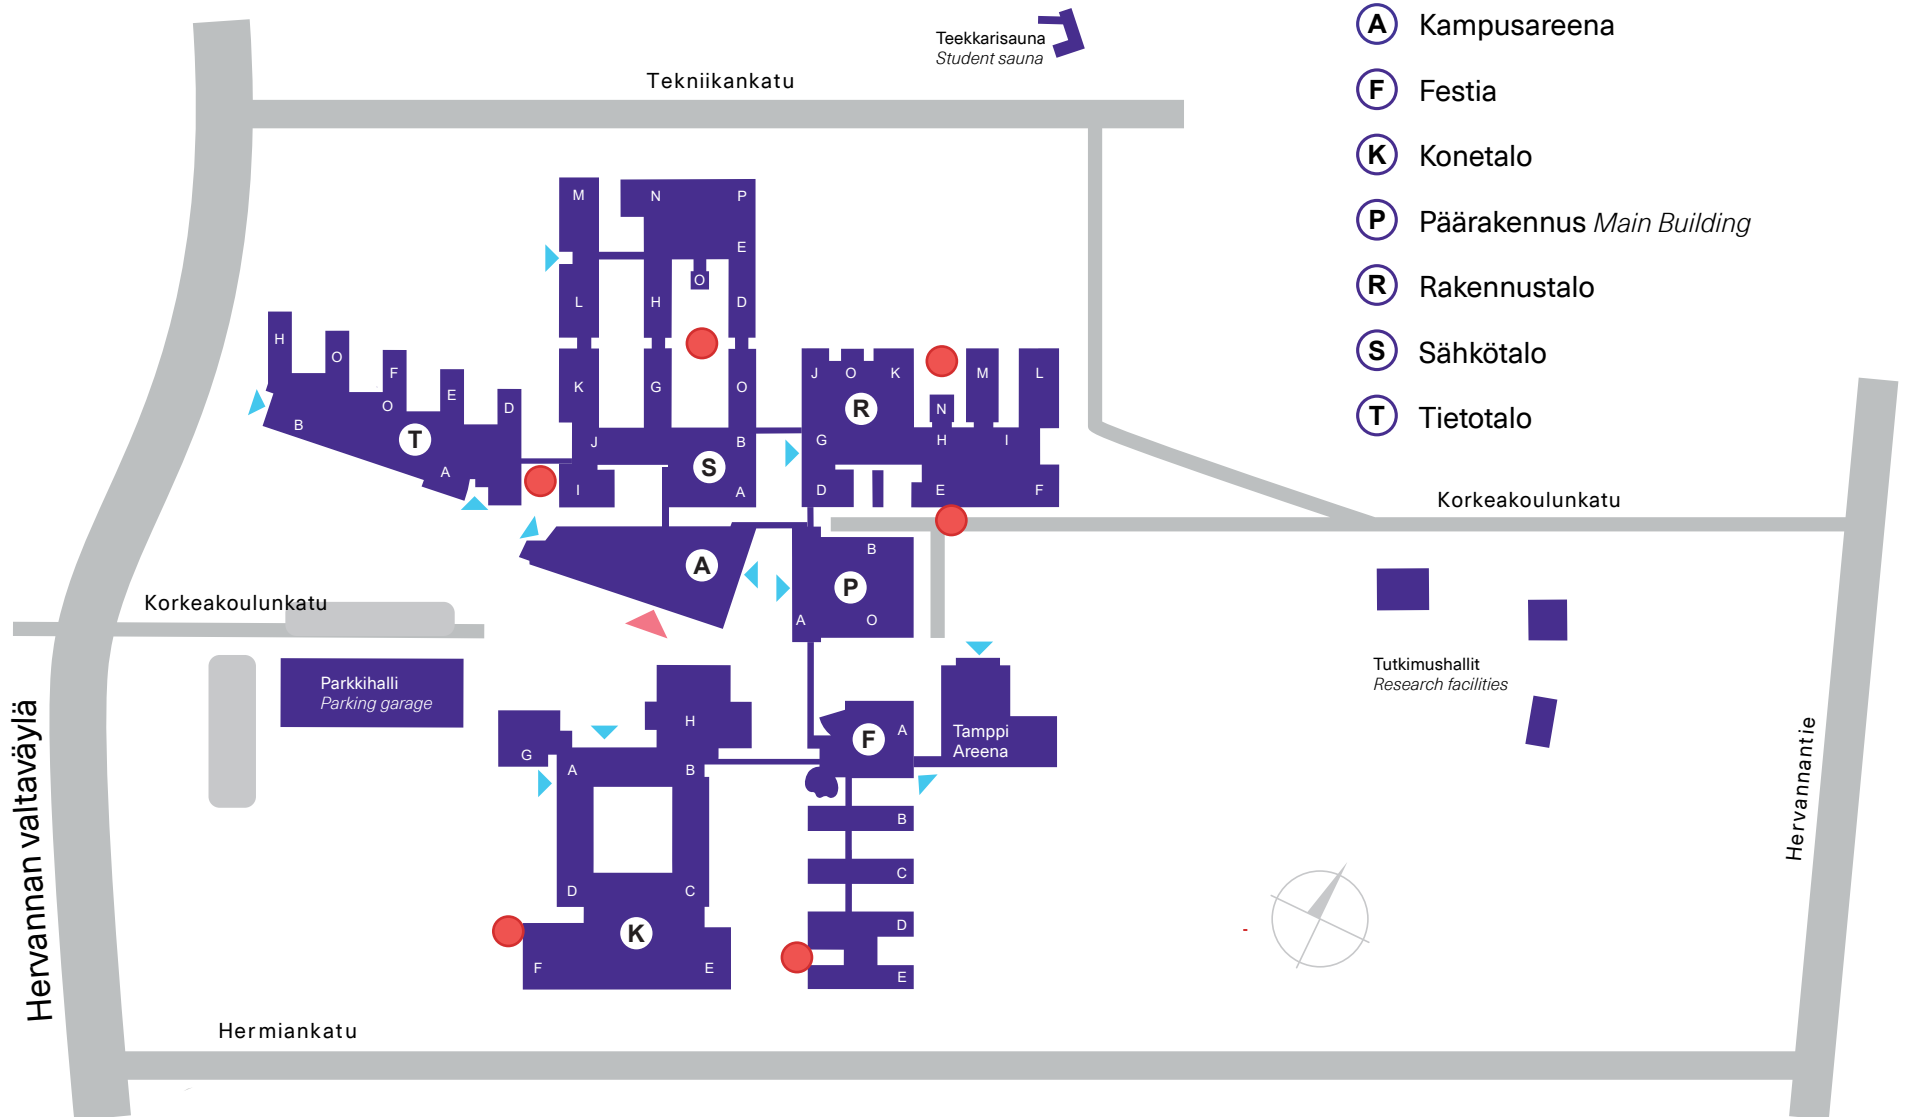 Teekkarisauna
Student sauna
Tekniikankatu
A Kampusareena
F Festia
K Konetalo
P Päärakennus Main Building
R Rakennustalo
S Sähkötalo
T Tietotalo
M N P
E
O
L H D
H
O
F
E
D
O
B
T
A
K G O
J B
S
I A
J O K M L
R
N
G H I
D E F
Korkeakoulunkatu
A
B
P
A O
Korkeakoulunkatu
Parkkihalli
Parking garage
Tutkimushallit
Research facilities
Hervannan valtaväylä
Hervannantie
H
G
A B
D C
K
F E
F A
Tamppi
Areena
B
C
D
E
Hermiankatu